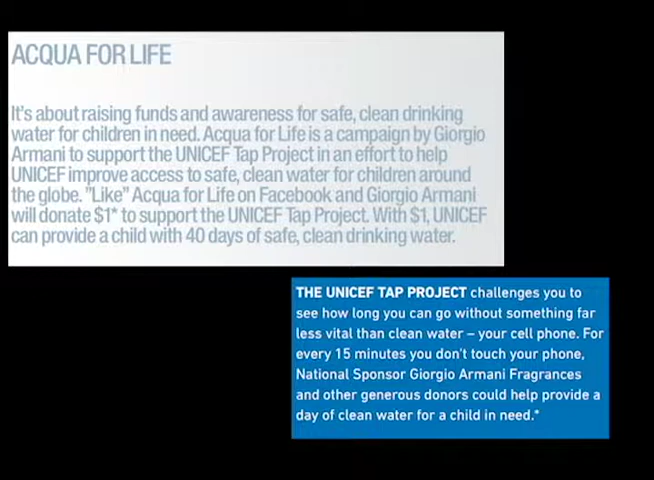 ACQUA FOR LIFE
It's about raising funds and awareness for safe, clean drinking
water for children in need. Acqua for Life is a campaign by Giorgio
Armani to support the UNICEF Tap Project in an effort to help
UNICEF improve access to safe, clean water for children around
the globe. "Like" Acqua for Life on Facebook and Giorgio Armani
will donate $1* to support the UNICEF Tap Project. With $1, UNICEF
can provide a child with 40 days of safe, clean drinking water.
THE UNICEF TAP PROJECT challenges you to
see how long you can go without something far
less vital than clean water – your cell phone. For
every 15 minutes you don't touch your phone,
National Sponsor Giorgio Armani Fragrances
and other generous donors could help provide a
day of clean water for a child in need.*